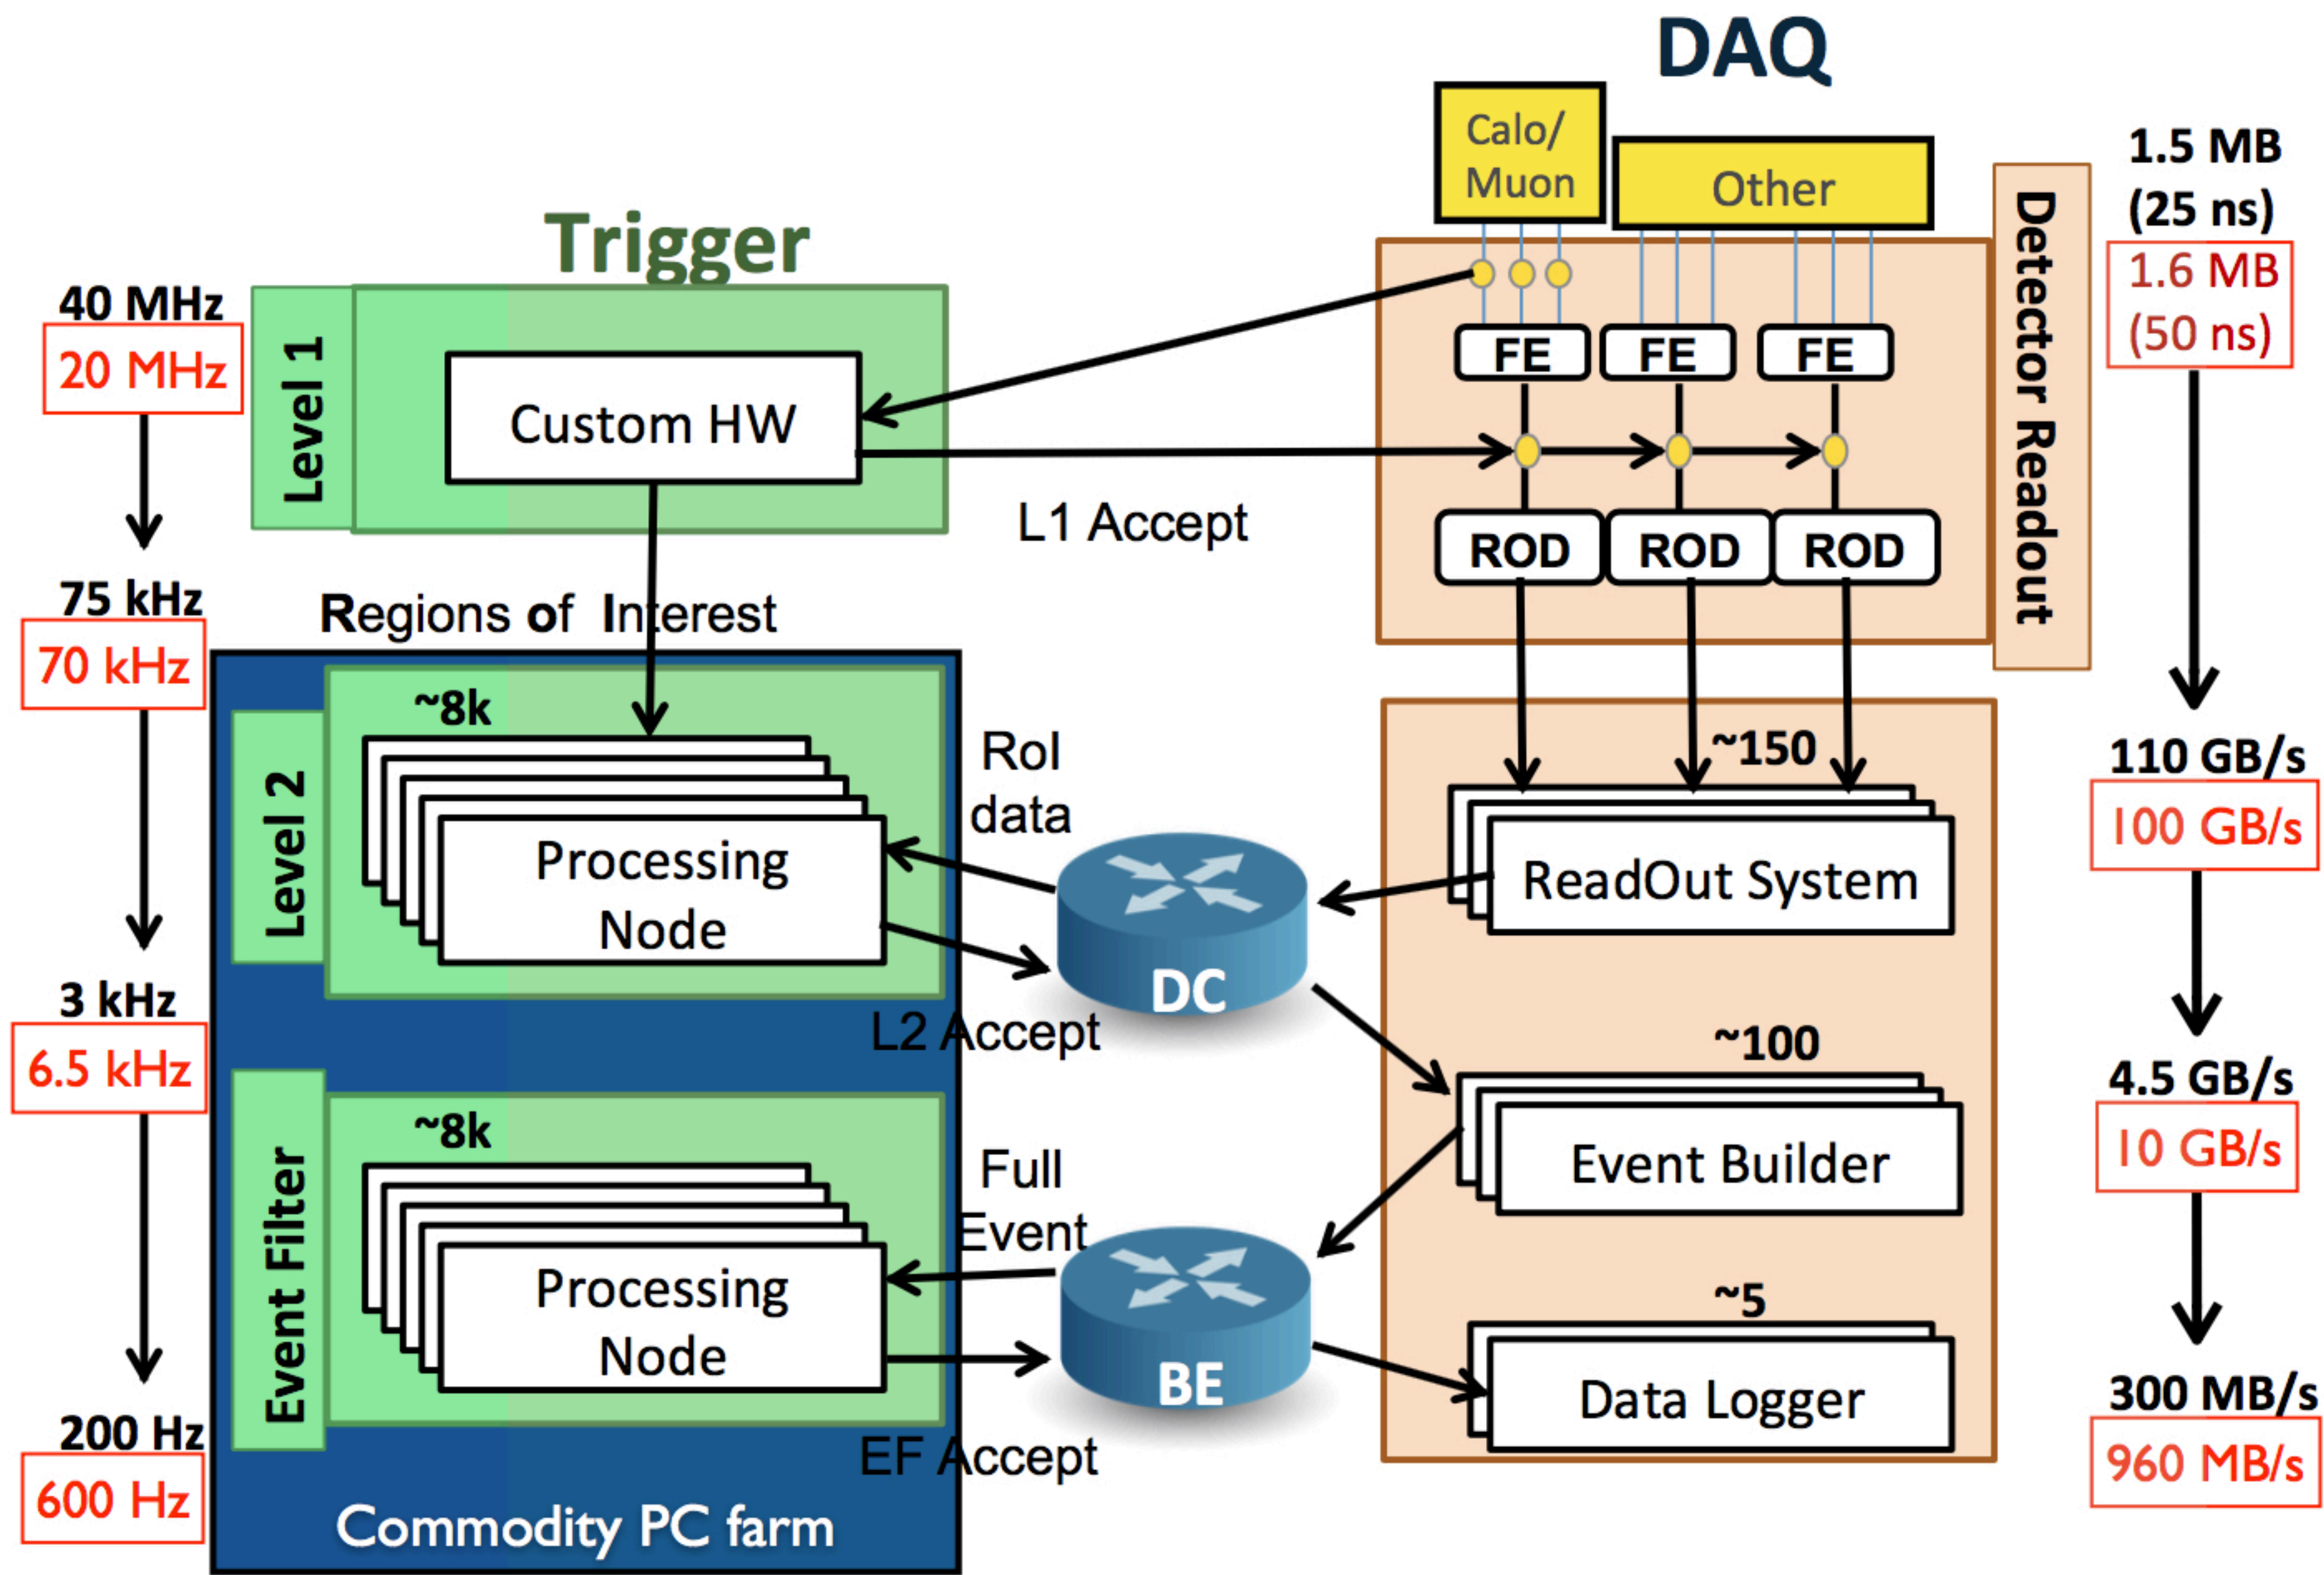 DAQ
Calo/
Muon
Other
1.5 MB
(25 ns)
1.6 MB
(50 ns)
Detector Readout
Trigger
40 MHz
20 MHz
Level 1
Custom HW
FE
FE
FE
L1 Accept
ROD
ROD
ROD
75 kHz
70 kHz
Regions of Interest
~8k
Level 2
Processing
Node
RoI
data
DC
~150
ReadOut System
110 GB/s
100 GB/s
3 kHz
6.5 kHz
L2 Accept
~100
Event Builder
4.5 GB/s
10 GB/s
~8k
Event Filter
Processing
Node
Full
Event
BE
~5
Data Logger
300 MB/s
960 MB/s
200 Hz
600 Hz
EF Accept
Commodity PC farm